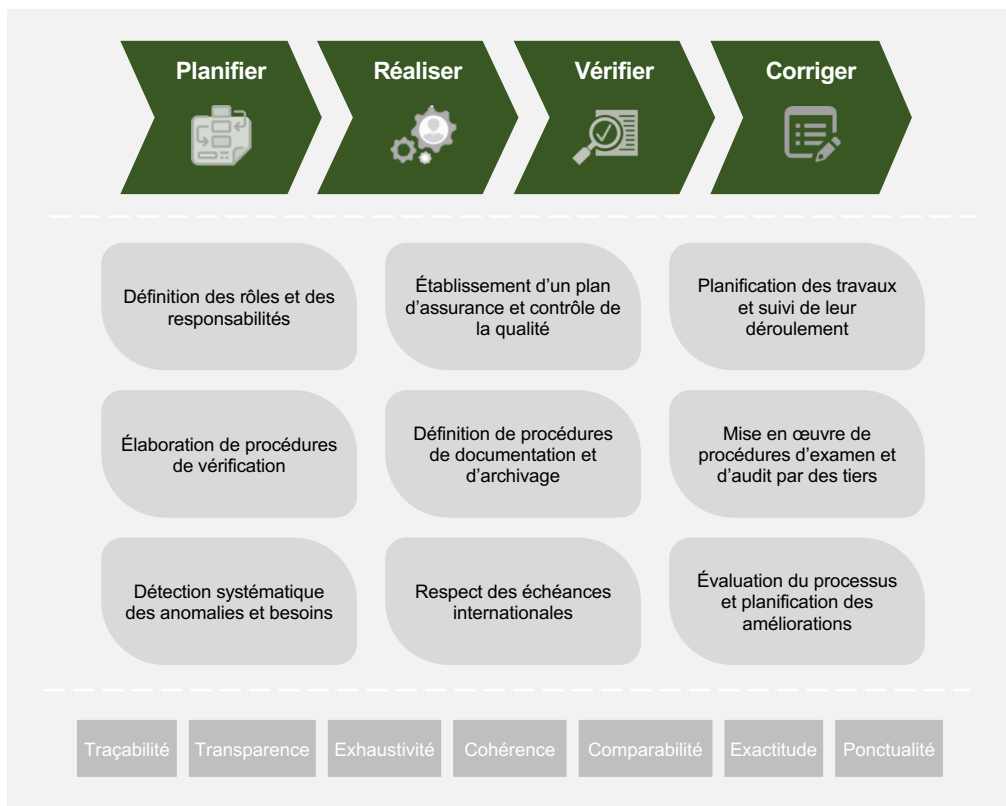 Planifier
Réaliser
Vérifier
Corriger
Définition des rôles et des
responsabilités
Établissement d’un plan
d’assurance et contrôle de
la qualité
Planification des travaux
et suivi de leur
déroulement
Élaboration de procédures
de vérification
Définition de procédures
de documentation et
d’archivage
Mise en œuvre de
procédures d’examen et
d’audit par des tiers
Détection systématique
des anomalies et besoins
Respect des échéances
internationales
Évaluation du processus
et planification des
améliorations
Traçabilité
Transparence
Exhaustivité
Cohérence
Comparabilité
Exactitude
Ponctualité